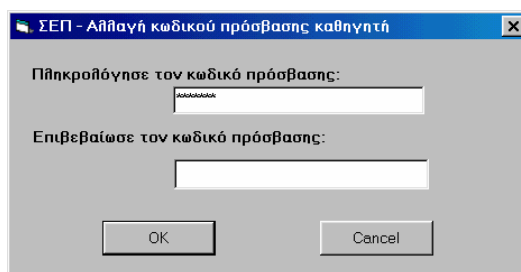 ΣΕΠ - Αλλαγή κωδικού πρόσβασης καθηγητή
Πληκρολόγησε τον κωδικό πρόσβασης:
*******
Επιβεβαίωσε τον κωδικό πρόσβασης:
OK
Cancel